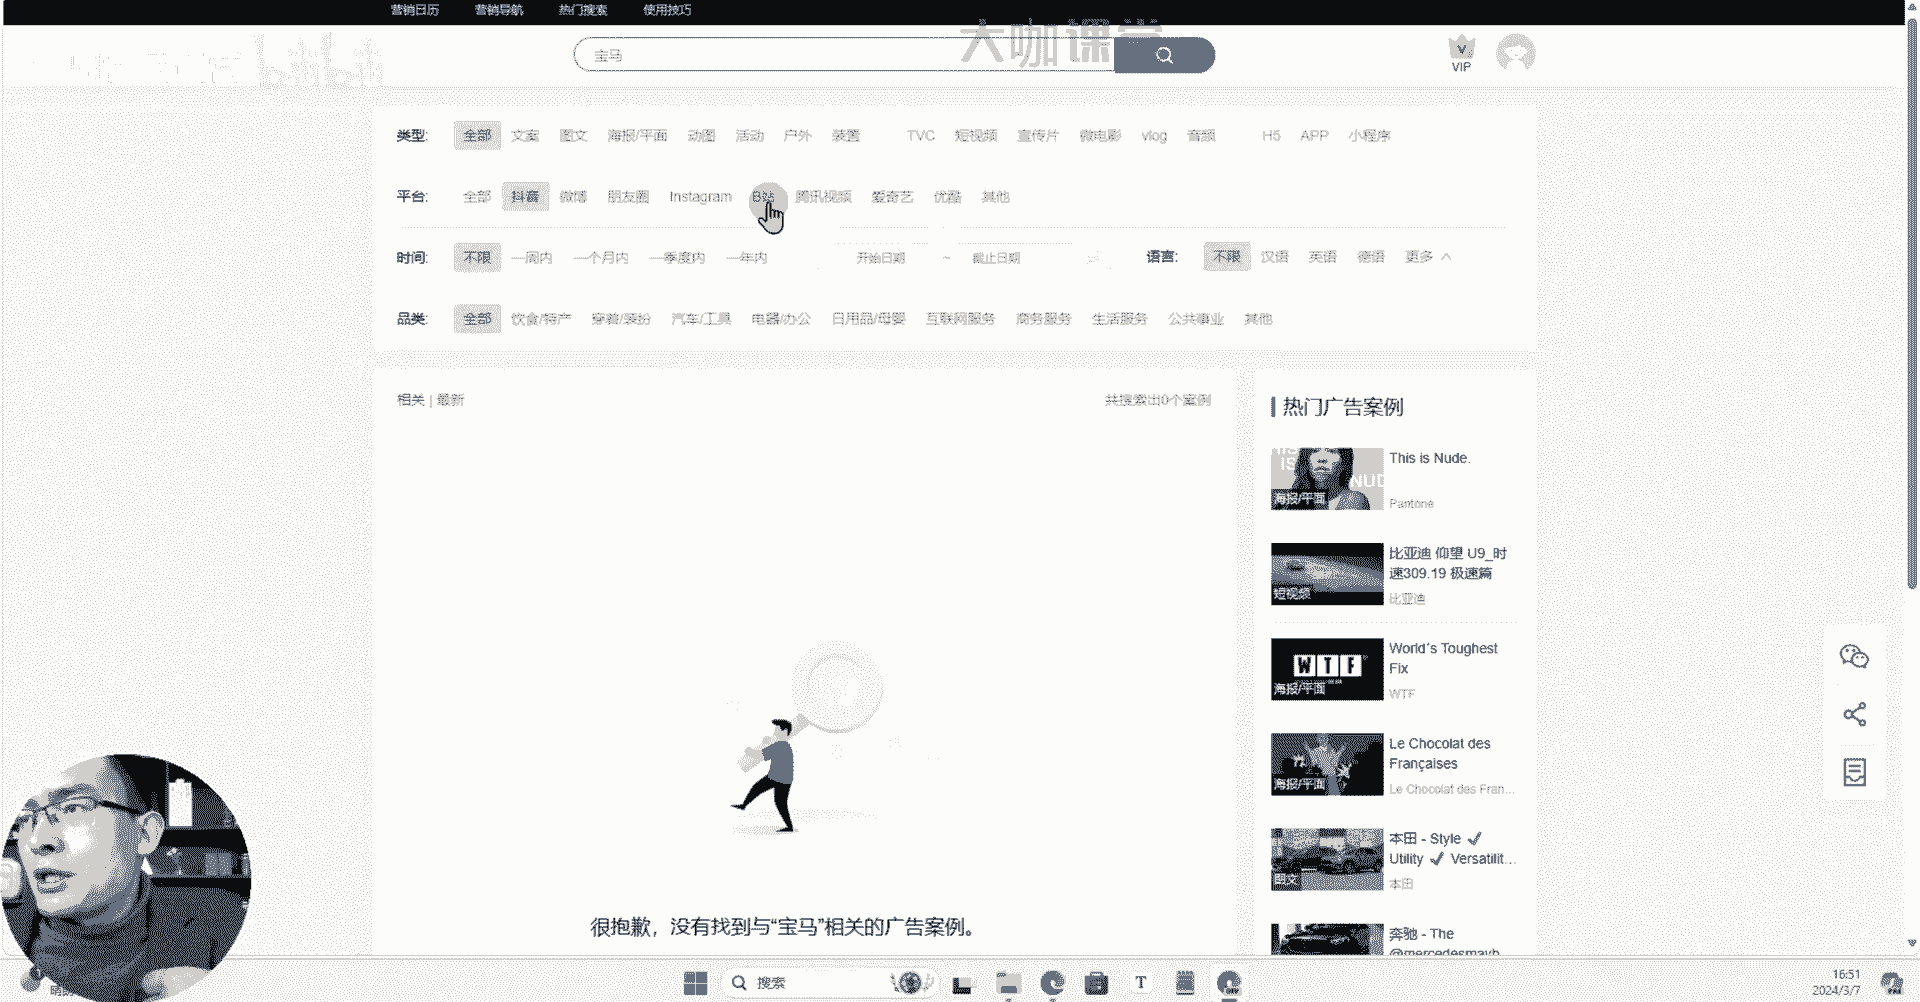 营销日历 营销导航 热门搜索 使用技巧
大咖课堂
宝马
VIP
bilibili
类型: 全部 文案 图文 海报/平面 动图 活动 户外 装置 TVC 短视频 宣传片 微电影 vlog 音频 H5 APP 小程序
平台: 全部 抖音 微博 朋友圈 Instagram B站 腾讯视频 爱奇艺 优酷 其他
时间: 不限 一周内 一个月内 一季度内 一年内 开始日期 ~ 截止日期 语言: 不限 汉语 英语 德语 更多
品类: 全部 饮食/特产 穿着/装扮 汽车/工具 电器/办公 日用品/母婴 互联网服务 商务服务 生活服务 公共事业 其他
相关 | 最新
共搜索出0个案例
很抱歉，没有找到与“宝马”相关的广告案例。
热门广告案例
海报/平面
This is Nude.
Pantone
短视频
比亚迪 仰望 U9_时
速309.19 极速篇
比亚迪
WTF
海报/平面
World's Toughest
Fix
WTF
海报/平面
Le Chocolat des
Françaises
Le Chocolat des Fran...
图文
本田 - Style ✓
Utility ✓ Versatilit...
本田
奔驰 - The
@mercedesmayb
搜索
T
16:51
2024/3/7